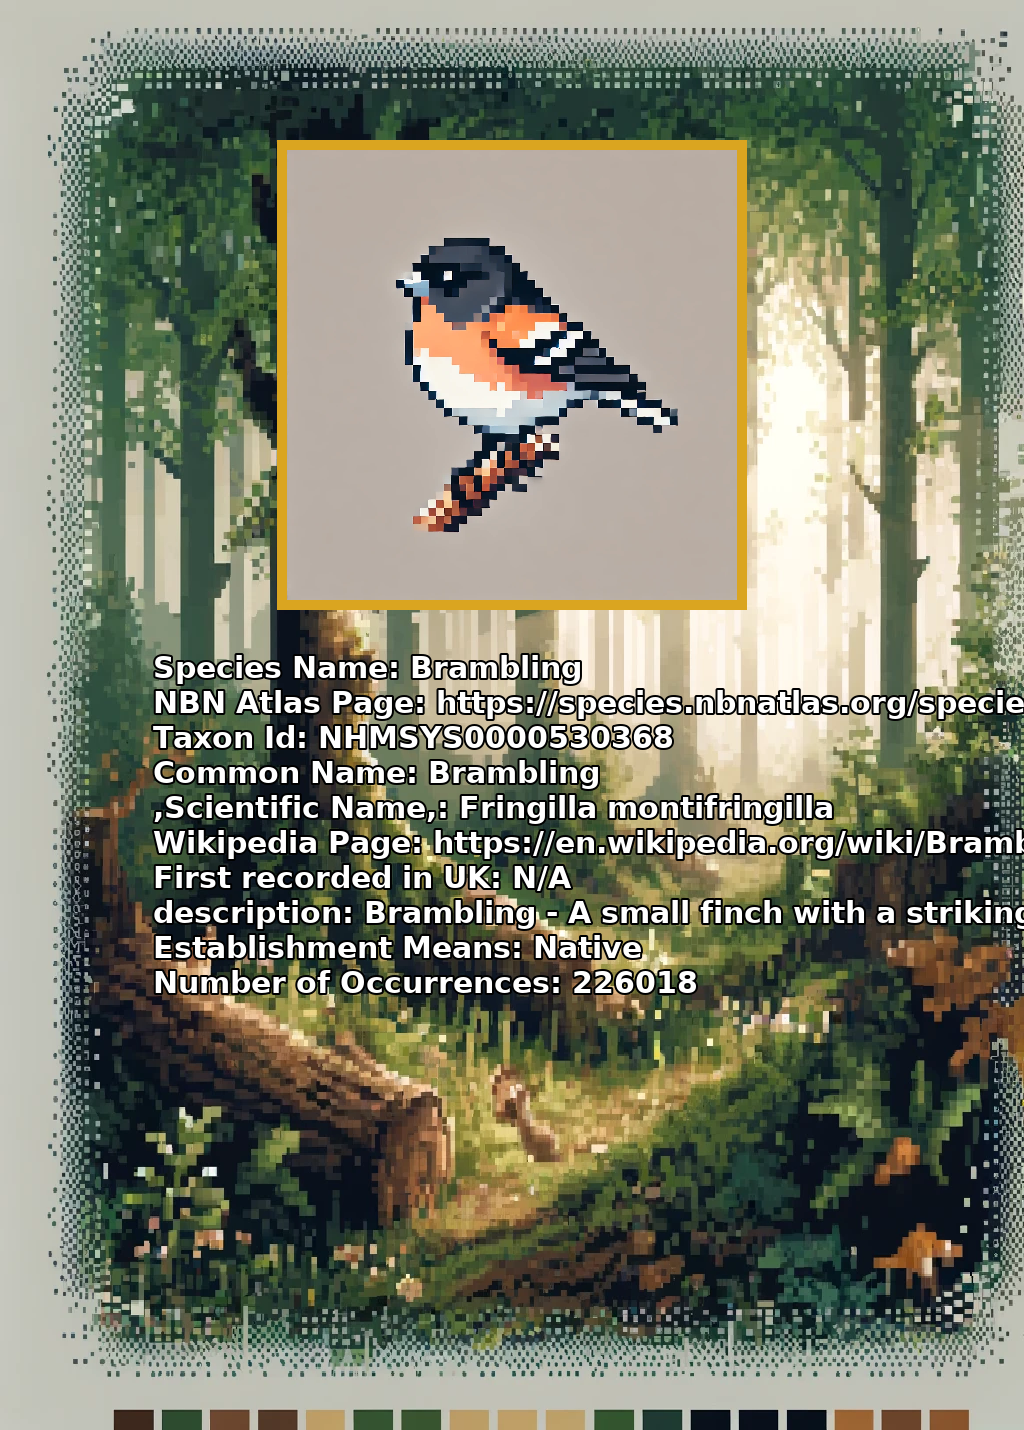 Species Name: Brambling
NBN Atlas Page: https://species.nbnatlas.org/specie
Taxon Id: NHMSYS0000530368
Common Name: Brambling
,Scientific Name,: Fringilla montifringilla
Wikipedia Page: https://en.wikipedia.org/wiki/Bramb
First recorded in UK: N/A
description: Brambling - A small finch with a striking
Establishment Means: Native
Number of Occurrences: 226018